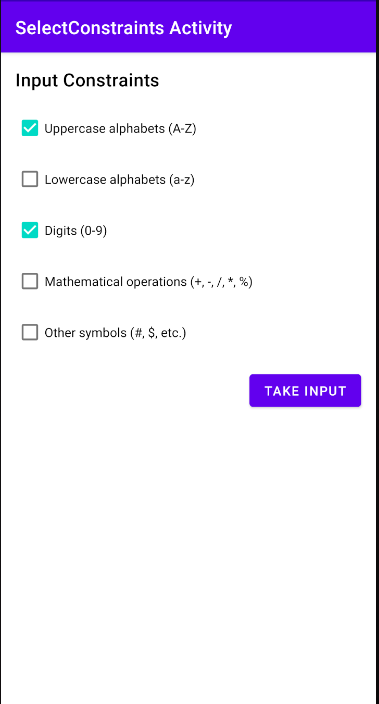 SelectConstraints Activity
Input Constraints
Uppercase alphabets (A-Z)
Lowercase alphabets (a-z)
Digits (0-9)
Mathematical operations (+, -, /, *, %)
Other symbols (#, $, etc.)
TAKE INPUT